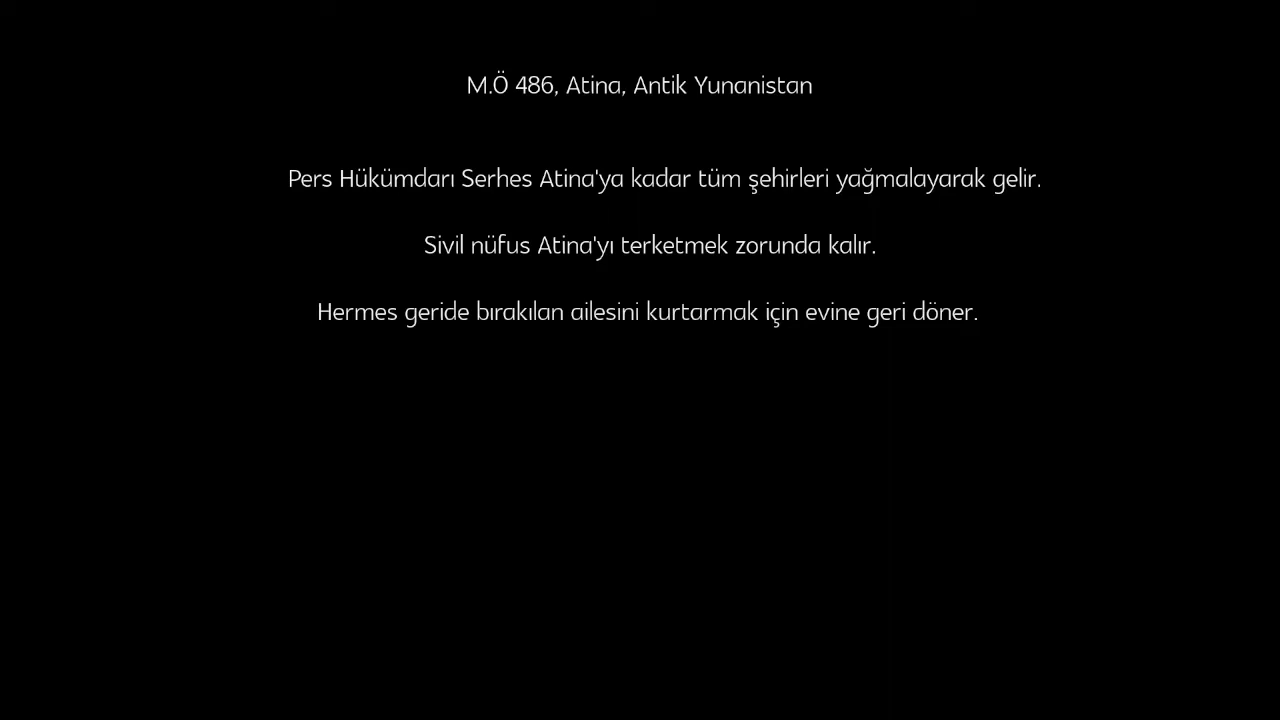 M.Ö 486, Atina, Antik Yunanistan
Pers Hükümdarı Serhes Atina'ya kadar tüm şehirleri yağmalayarak gelir.
Sivil nüfus Atina'yı terketmek zorunda kalır.
Hermes geride bırakılan ailesini kurtarmak için evine geri döner.